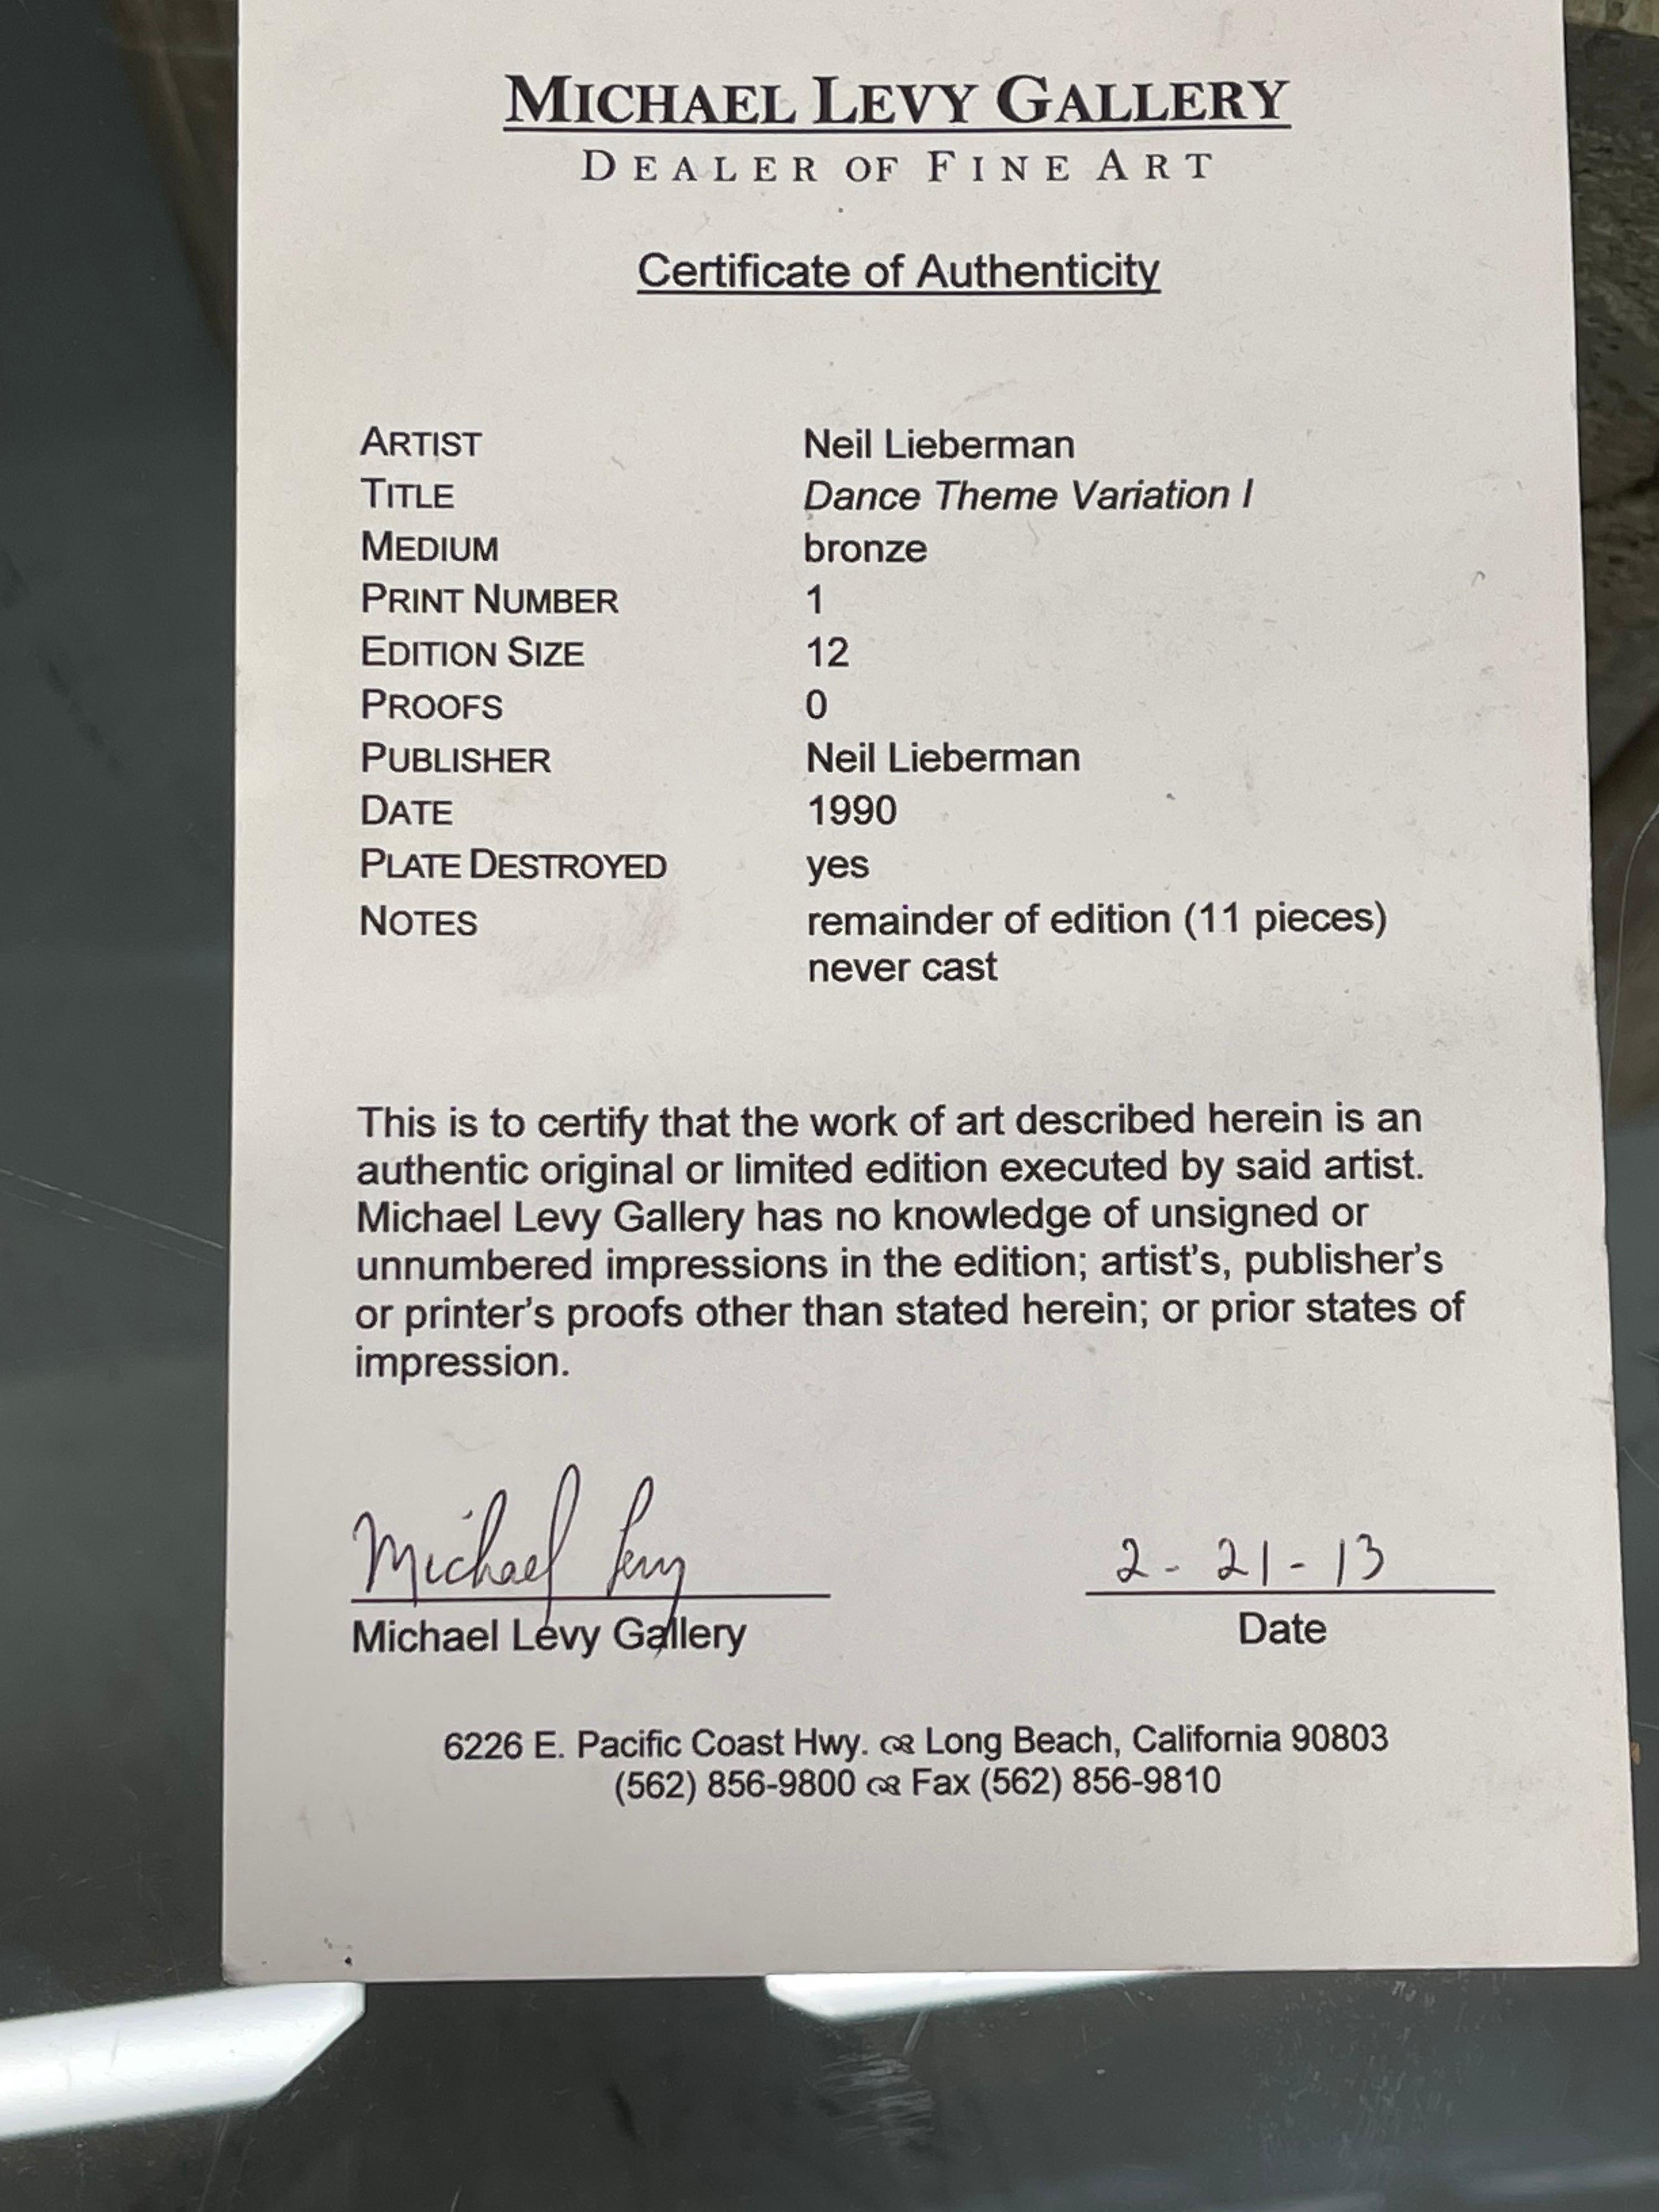 MICHAEL LEVY GALLERY
DEALER OF FINE ART
Certificate of Authenticity
ARTIST Neil Lieberman
TITLE Dance Theme Variation I
MEDIUM bronze
PRINT NUMBER 1
EDITION SIZE 12
PROOFS 0
PUBLISHER Neil Lieberman
DATE 1990
PLATE DESTROYED yes
NOTES remainder of edition (11 pieces)
never cast
This is to certify that the work of art described herein is an
authentic original or limited edition executed by said artist.
Michael Levy Gallery has no knowledge of unsigned or
unnumbered impressions in the edition; artist's, publisher's
or printer's proofs other than stated herein; or prior states of
impression.
Michael Levy 2-21-13
Michael Levy Gallery Date
6226 E. Pacific Coast Hwy. ଓ Long Beach, California 90803
(562) 856-9800 ଓ Fax (562) 856-9810